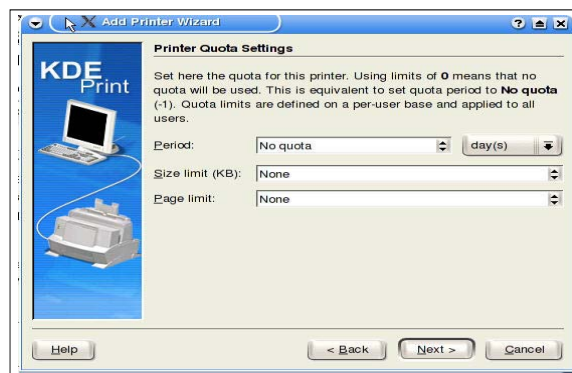 Add Printer Wizard
KDE
Print
Printer Quota Settings
Set here the quota for this printer. Using limits of 0 means that no
quota will be used. This is equivalent to set quota period to No quota
(-1). Quota limits are defined on a per-user base and applied to all
users.
Period: No quota day(s)
Size limit (KB): None
Page limit: None
Help < Back Next > Cancel